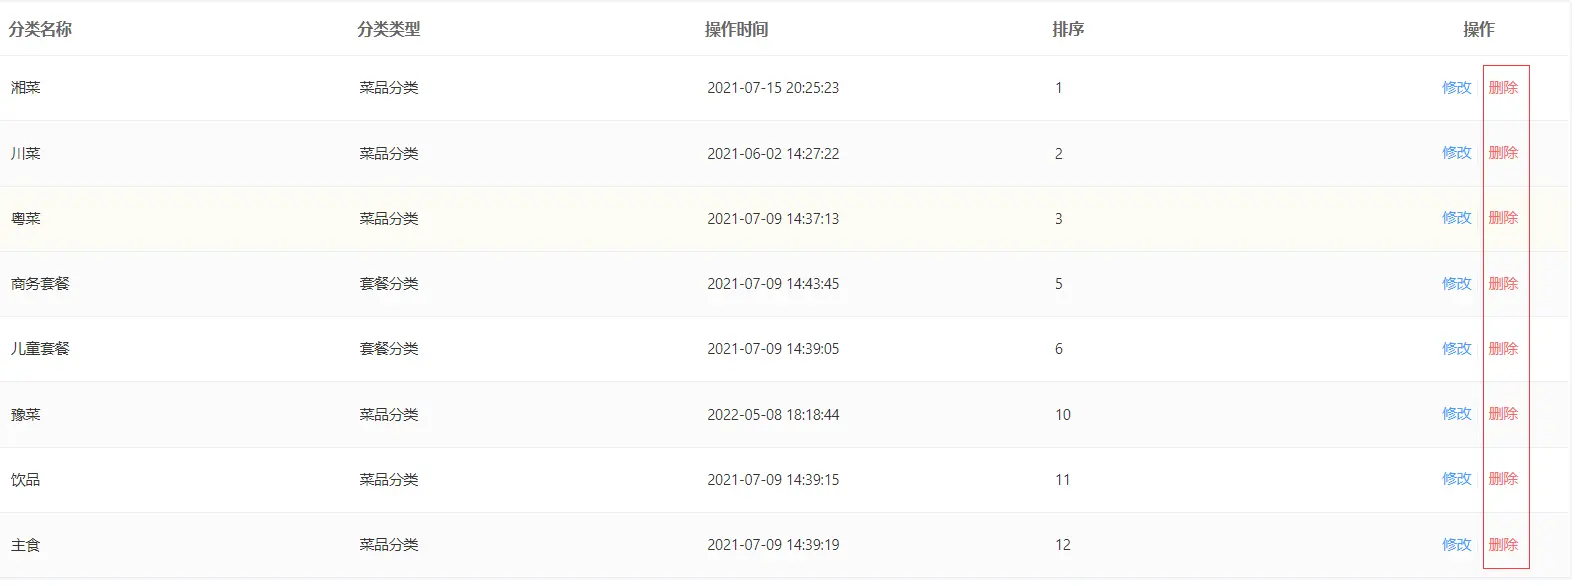 分类名称 分类类型 操作时间 排序 操作
湘菜 菜品分类 2021-07-15 20:25:23 1 修改 删除
川菜 菜品分类 2021-06-02 14:27:22 2 修改 删除
粤菜 菜品分类 2021-07-09 14:37:13 3 修改 删除
商务套餐 套餐分类 2021-07-09 14:43:45 5 修改 删除
儿童套餐 套餐分类 2021-07-09 14:39:05 6 修改 删除
豫菜 菜品分类 2022-05-08 18:18:44 10 修改 删除
饮品 菜品分类 2021-07-09 14:39:15 11 修改 删除
主食 菜品分类 2021-07-09 14:39:19 12 修改 删除